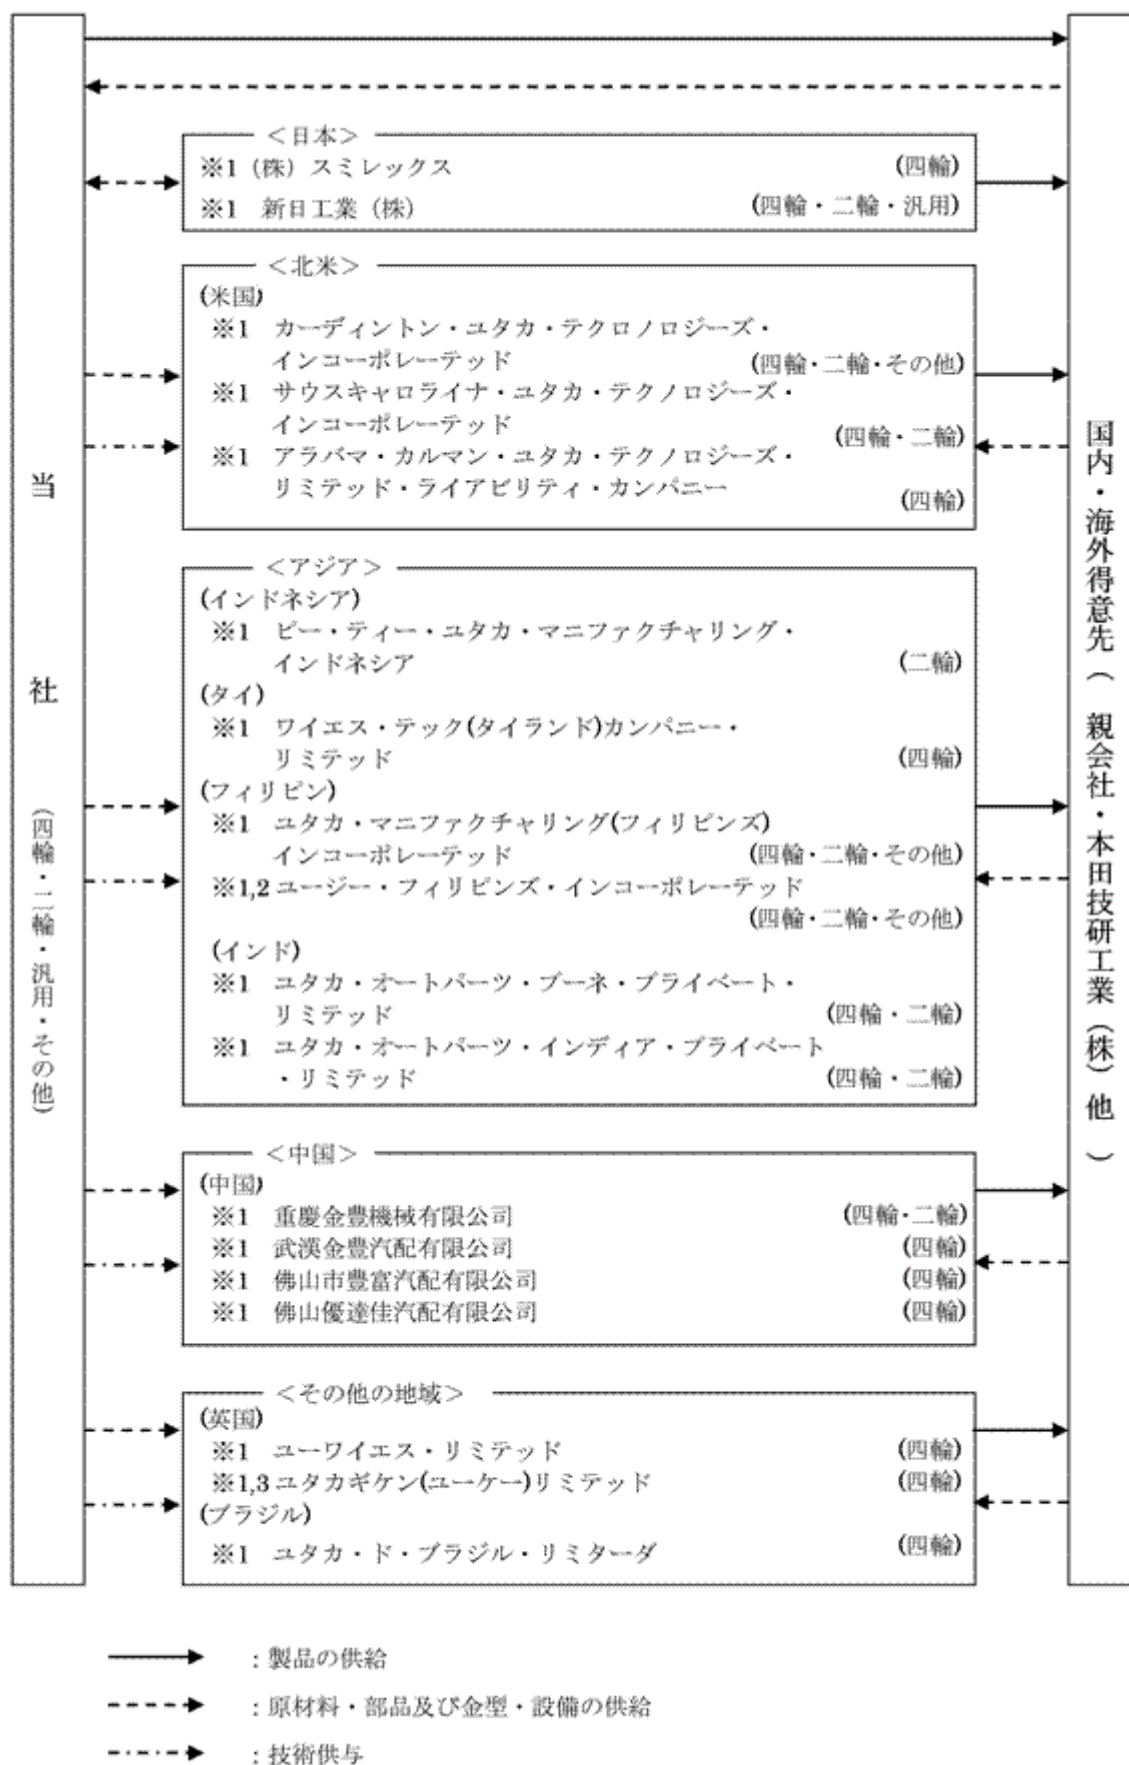 ＜日本＞
※1（株）スミレックス (四輪)
※1 新日工業（株） (四輪・二輪・汎用)
＜北米＞
(米国)
※1 カーディントン・ユタカ・テクロノロジーズ・
インコーポレーテッド (四輪・二輪・その他)
※1 サウスキャロライナ・ユタカ・テクノロジーズ・
インコーポレーテッド (四輪・二輪)
※1 アラバマ・カルマン・ユタカ・テクノロジーズ・
リミテッド・ライアビリティ・カンパニー (四輪)
＜アジア＞
(インドネシア)
※1 ピー・ティー・ユタカ・マニファクチャリング・
インドネシア (二輪)
(タイ)
※1 ワイエス・テック(タイランド)カンパニー・
リミテッド (四輪)
(フィリピン)
※1 ユタカ・マニファクチャリング(フィリピンズ)
インコーポレーテッド (四輪・二輪・その他)
※1,2 ユージー・フィリピンズ・インコーポレーテッド
(四輪・二輪・その他)
(インド)
※1 ユタカ・オートパーツ・プーネ・プライベート・
リミテッド (四輪・二輪)
※1 ユタカ・オートパーツ・インディア・プライベート
・リミテッド (四輪・二輪)
＜中国＞
(中国)
※1 重慶金豊機械有限公司 (四輪・二輪)
※1 武漢金豊汽配有限公司 (四輪)
※1 佛山市豊富汽配有限公司 (四輪)
※1 佛山優達佳汽配有限公司 (四輪)
＜その他の地域＞
(英国)
※1 ユーワイエス・リミテッド (四輪)
※1,3 ユタカギケン(ユーケー)リミテッド (四輪)
(ブラジル)
※1 ユタカ・ド・ブラジル・リミターダ (四輪)
当社（四輪・二輪・汎用・その他）
国内・海外得意先（親会社・本田技研工業（株）他）
：製品の供給
：原材料・部品及び金型・設備の供給
：技術供与